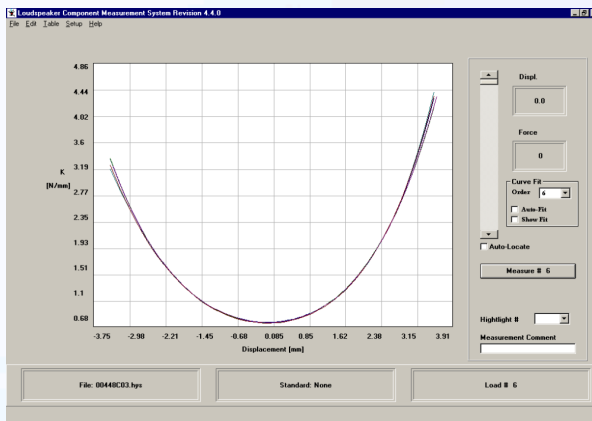 Loudspeaker Component Measurement System Revision 4.4.0
File Edit Table Setup Help
4.86
4.44
4.02
3.6
K
3.19
[N/mm]
2.77
2.35
1.93
1.51
1.1
0.68
-3.75 -2.98 -2.21 -1.45 -0.68 0.085 0.85 1.62 2.38 3.15 3.91
Displacement [mm]
Displ.
0.0
Force
0
Curve Fit
Order 6
Auto-Fit
Show Fit
Auto-Locate
Measure # 6
Hightlight #
Measurement Comment
File: 00448C03.hys
Standard: None
Load # 6